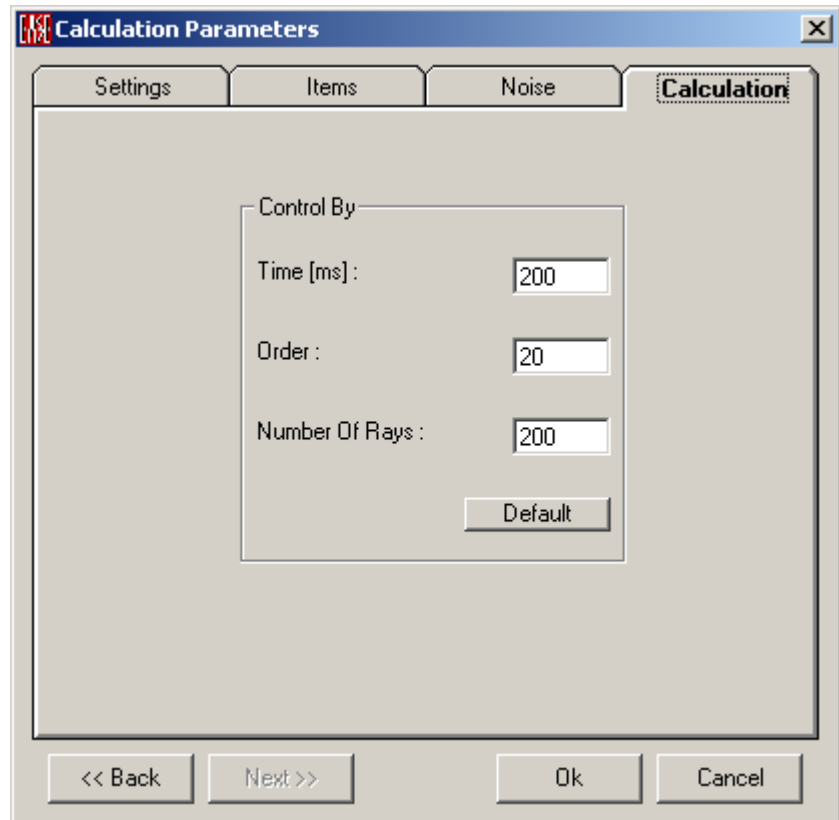 EASE
Calculation Parameters
Settings Items Noise Calculation
Control By
Time [ms] : 200
Order : 20
Number Of Rays : 200
Default
<< Back Next >> Ok Cancel